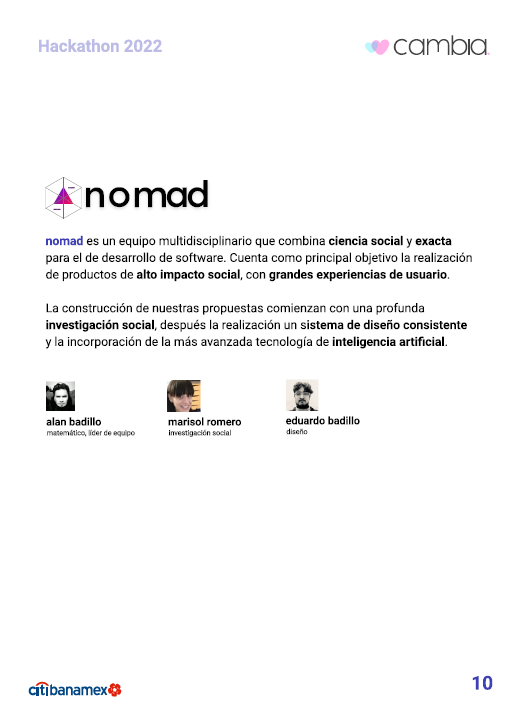 Hackathon 2022
cambia.
nomad
nomad es un equipo multidisciplinario que combina ciencia social y exacta
para el de desarrollo de software. Cuenta como principal objetivo la realización
de productos de alto impacto social, con grandes experiencias de usuario.
La construcción de nuestras propuestas comienzan con una profunda
investigación social, después la realización un sistema de diseño consistente
y la incorporación de la más avanzada tecnología de inteligencia artificial.
alan badillo
matemático, líder de equipo
marisol romero
investigación social
eduardo badillo
diseño
citibanamex
10